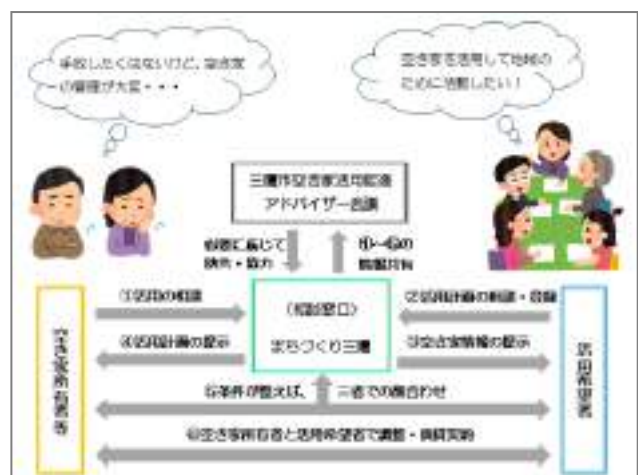 手放したくはないけど、空き家
の管理が大変・・・
空き家を活用して地域の
ために活動したい！
三鷹市空き家活用促進
アドバイザー会議
必要に応じて
助言・協力
①～⑥の
情報共有
①活用の相談
②活用計画の相談・登録
(相談窓口)
まちづくり三鷹
④活用計画の提示
③空き家情報の提示
空き家所有者等
活用希望者
⑤条件が整えば、
三者での顔合わせ
⑥空き家所有者と活用希望者で調整・賃貸契約